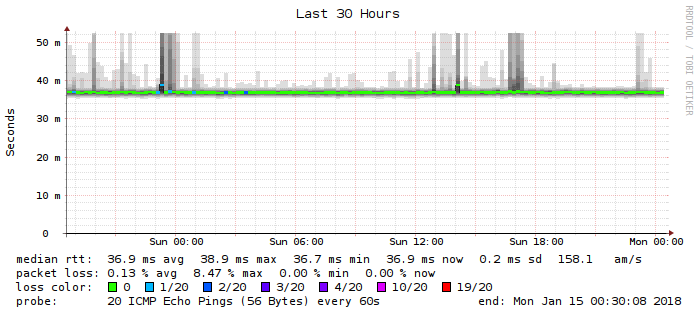 Last 30 Hours
RRDTOOL / TOBI OETIKER
Seconds
50 m
40 m
30 m
20 m
10 m
0
Sun 00:00 Sun 06:00 Sun 12:00 Sun 18:00 Mon 00:00
median rtt: 36.9 ms avg 38.9 ms max 36.7 ms min 36.9 ms now 0.2 ms sd 158.1 am/s
packet loss: 0.13 % avg 8.47 % max 0.00 % min 0.00 % now
loss color: 0 1/20 2/20 3/20 4/20 10/20 19/20
probe: 20 ICMP Echo Pings (56 Bytes) every 60s end: Mon Jan 15 00:30:08 2018